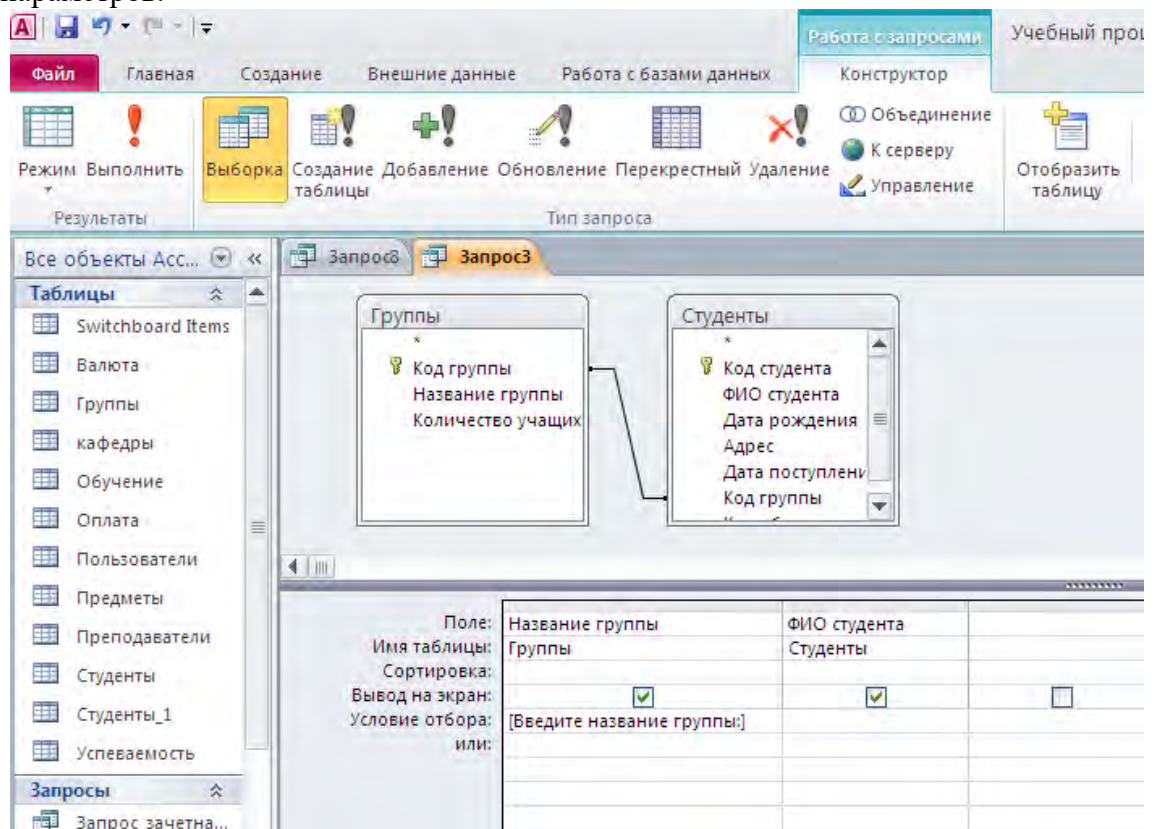 параметров.
Работа с запросами
Учебный
Файл Главная Создание Внешние данные Работа с базами данных Конструктор
Режим
Выполнить
Выборка
Создание таблицы
Добавление
Обновление
Перекрестный
Удаление
Объединение
К серверу
Управление
Отобразить таблицу
Результаты
Тип запроса
Все объекты Acc...
Запрос8
Запрос3
Таблицы
Switchboard Items
Валюта
Группы
кафедры
Обучение
Оплата
Пользователи
Предметы
Преподаватели
Студенты
Студенты_1
Успеваемость
Запросы
Запрос зачетна...
Группы
*
Код группы
Название группы
Количество учащих
Студенты
*
Код студента
ФИО студента
Дата рождения
Адрес
Дата поступлени
Код группы
Поле: Название группы ФИО студента
Имя таблицы: Группы Студенты
Сортировка:
Вывод на экран:
Условие отбора: [Введите название группы:]
или: